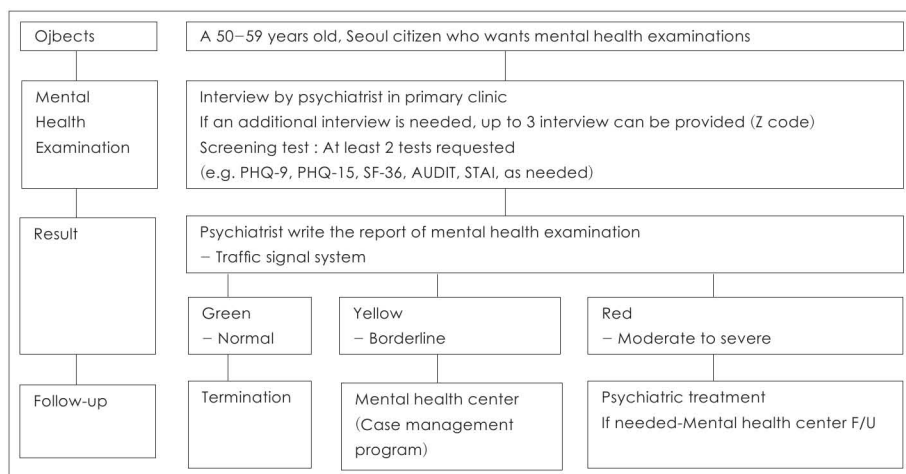 Ojbects
A 50–59 years old, Seoul citizen who wants mental health examinations
Mental
Health
Examination
Interview by psychiatrist in primary clinic
If an additional interview is needed, up to 3 interview can be provided (Z code)
Screening test : At least 2 tests requested
(e.g. PHQ-9, PHQ-15, SF-36, AUDIT, STAI, as needed)
Result
Psychiatrist write the report of mental health examination
– Traffic signal system
Green
– Normal
Yellow
– Borderline
Red
– Moderate to severe
Follow-up
Termination
Mental health center
(Case management
program)
Psychiatric treatment
If needed-Mental health center F/U